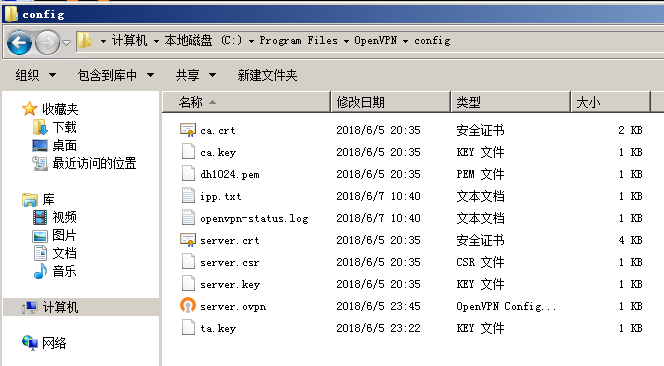 config
计算机 本地磁盘 (C:) Program Files OpenVPN config
组织 包含到库中 共享 新建文件夹
收藏夹
下载
桌面
最近访问的位置
库
视频
图片
文档
音乐
计算机
网络
名称 修改日期 类型 大小
ca.crt 2018/6/5 20:35 安全证书 2 KB
ca.key 2018/6/5 20:35 KEY 文件 1 KB
dh1024.pem 2018/6/5 20:35 PEM 文件 1 KB
ipp.txt 2018/6/7 10:40 文本文档 1 KB
openvpn-status.log 2018/6/7 10:40 文本文档 1 KB
server.crt 2018/6/5 20:35 安全证书 4 KB
server.csr 2018/6/5 20:35 CSR 文件 1 KB
server.key 2018/6/5 20:35 KEY 文件 1 KB
server.ovpn 2018/6/5 23:45 OpenVPN Config... 1 KB
ta.key 2018/6/5 23:22 KEY 文件 1 KB